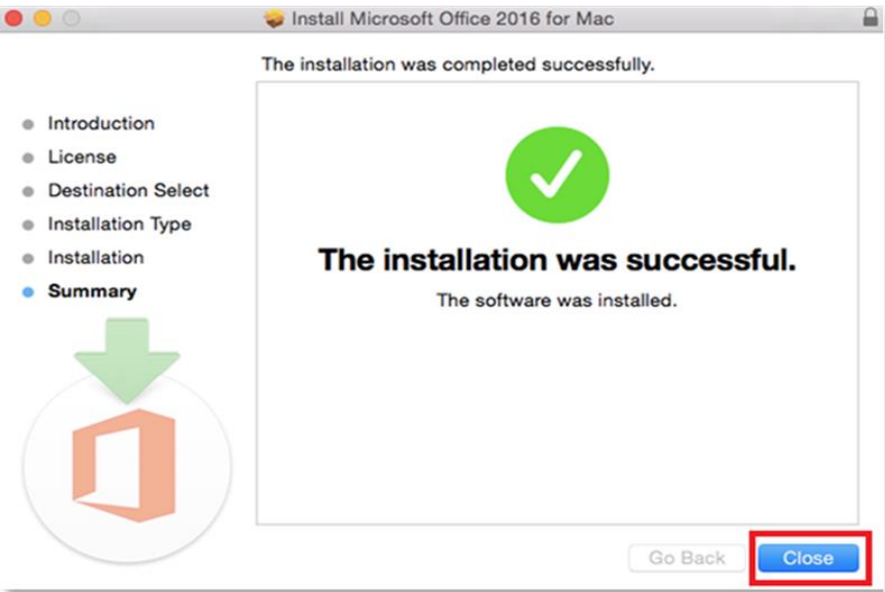 Install Microsoft Office 2016 for Mac
The installation was completed successfully.
Introduction
License
Destination Select
Installation Type
Installation
Summary
The installation was successful.
The software was installed.
Go Back
Close